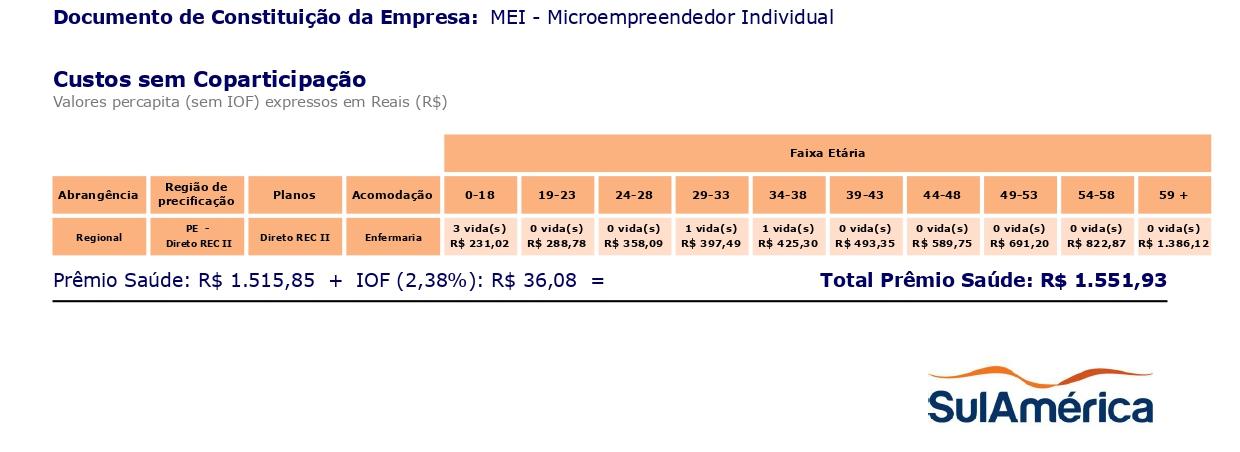 Documento de Constituição da Empresa: MEI - Microempreendedor Individual
Custos sem Coparticipação
Valores percapita (sem IOF) expressos em Reais (R$)
Faixa Etária
Abrangência Região de precificação Planos Acomodação 0-18 19-23 24-28 29-33 34-38 39-43 44-48 49-53 54-58 59 +
Regional PE - Direto REC II Direto REC II Enfermaria 3 vida(s) R$ 231,02 0 vida(s) R$ 288,78 0 vida(s) R$ 358,09 1 vida(s) R$ 397,49 1 vida(s) R$ 425,30 0 vida(s) R$ 493,35 0 vida(s) R$ 589,75 0 vida(s) R$ 691,20 0 vida(s) R$ 822,87 0 vida(s) R$ 1.386,12
Prêmio Saúde: R$ 1.515,85 + IOF (2,38%): R$ 36,08 = Total Prêmio Saúde: R$ 1.551,93
SulAmérica